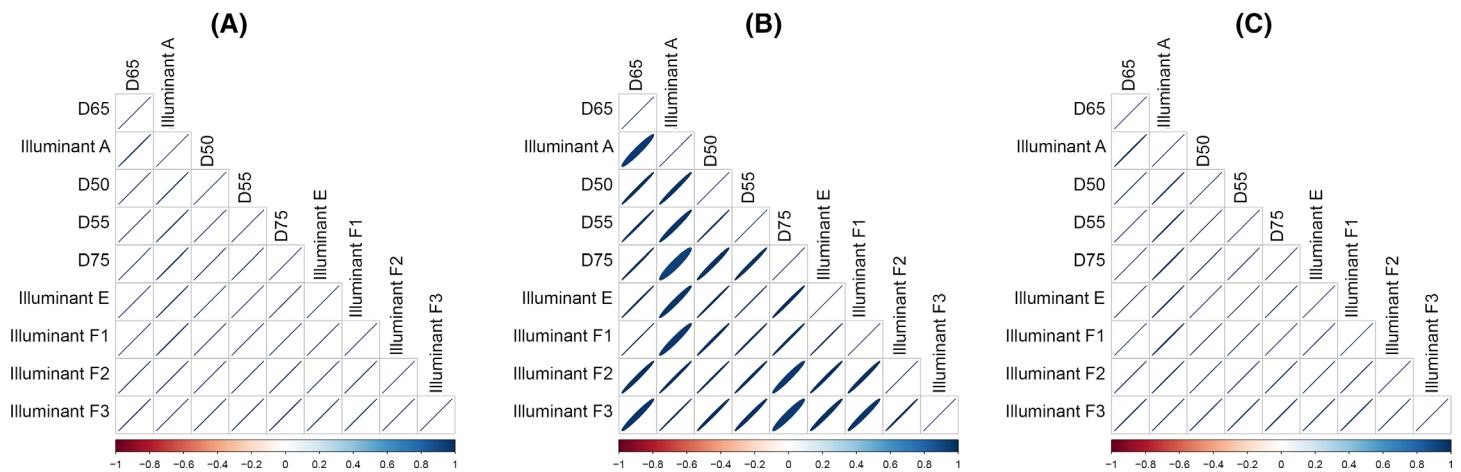 (A)
D65
Illuminant A
D50
D55
D75
Illuminant E
Illuminant F1
Illuminant F2
Illuminant F3
D65
Illuminant A
D50
D55
D75
Illuminant E
Illuminant F1
Illuminant F2
Illuminant F3
−1 −0.8 −0.6 −0.4 −0.2 0 0.2 0.4 0.6 0.8 1
(B)
D65
Illuminant A
D50
D55
D75
Illuminant E
Illuminant F1
Illuminant F2
Illuminant F3
D65
Illuminant A
D50
D55
D75
Illuminant E
Illuminant F1
Illuminant F2
Illuminant F3
−1 −0.8 −0.6 −0.4 −0.2 0 0.2 0.4 0.6 0.8 1
(C)
D65
Illuminant A
D50
D55
D75
Illuminant E
Illuminant F1
Illuminant F2
Illuminant F3
D65
Illuminant A
D50
D55
D75
Illuminant E
Illuminant F1
Illuminant F2
Illuminant F3
−1 −0.8 −0.6 −0.4 −0.2 0 0.2 0.4 0.6 0.8 1